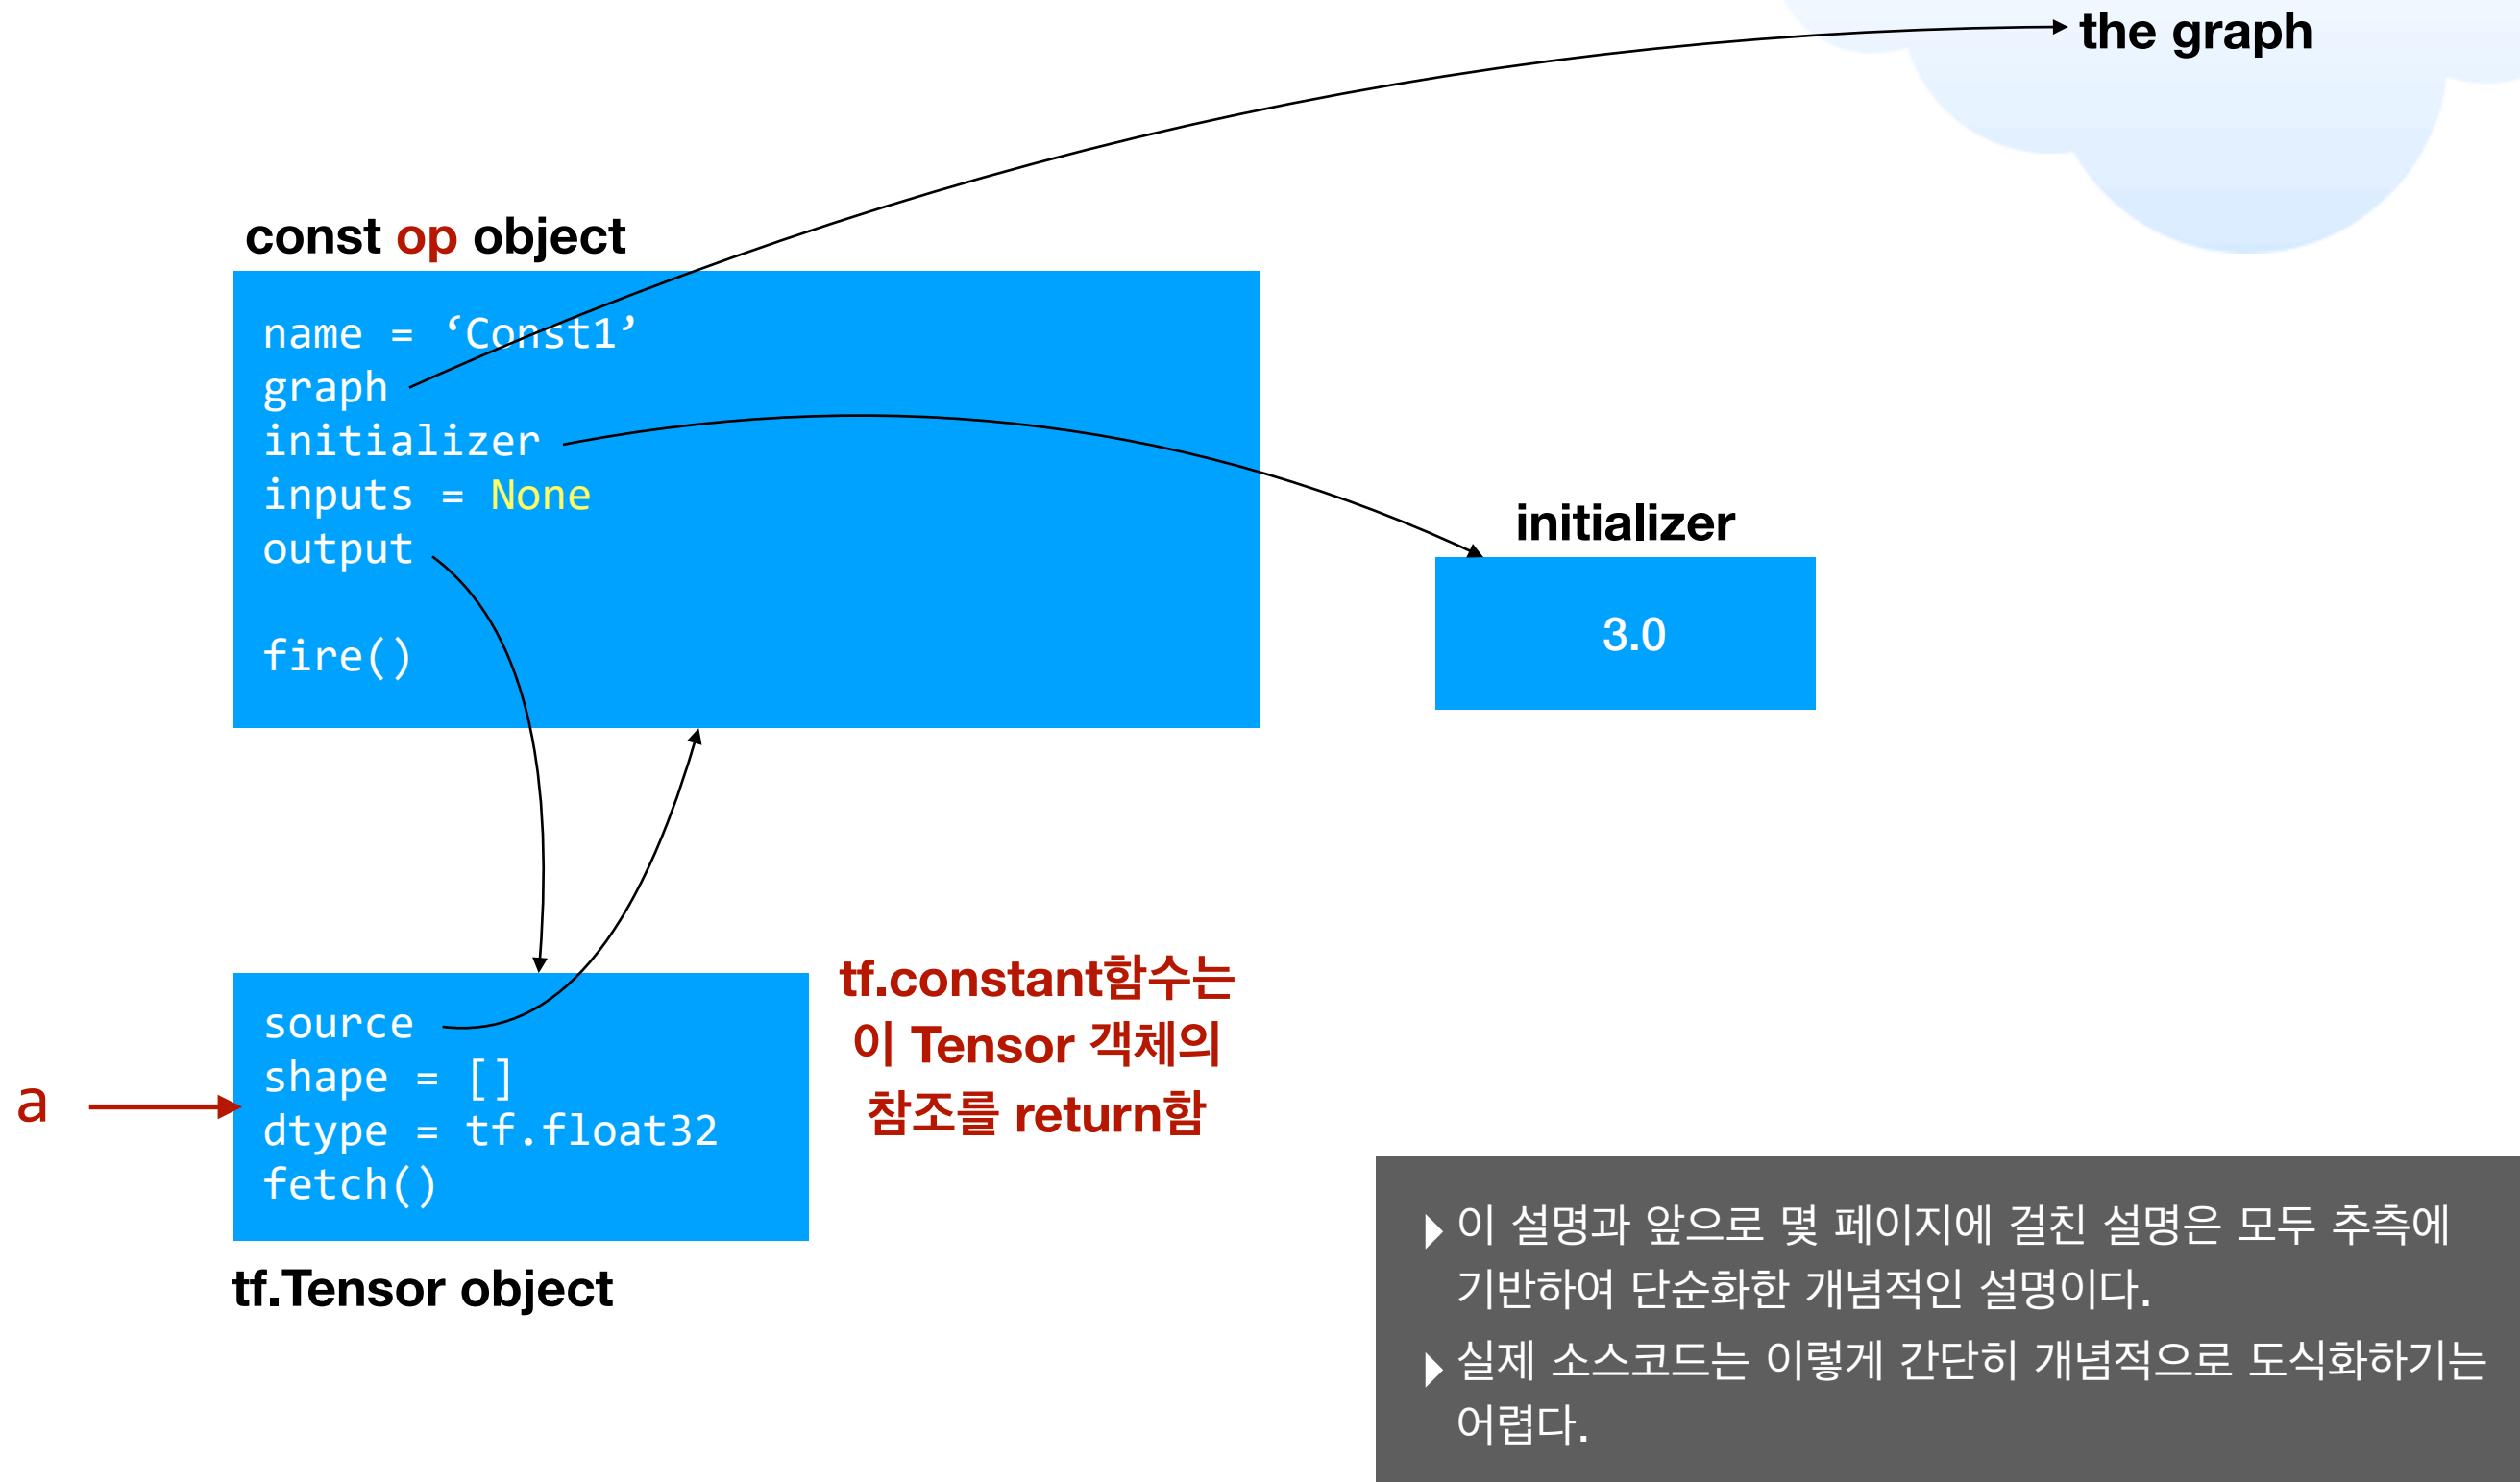 the graph
const op object
name = ‘Const1’
graph
initializer
inputs = None
output
fire()
initializer
3.0
tf.constant함수는
이 Tensor 객체의
참조를 return함
a
source
shape = []
dtype = tf.float32
fetch()
tf.Tensor object
▸이 설명과 앞으로 몇 페이지에 걸친 설명은 모두 추측에
기반하여 단순화한 개념적인 설명이다.
▸실제 소스코드는 이렇게 간단히 개념적으로 도식화하기는
어렵다.